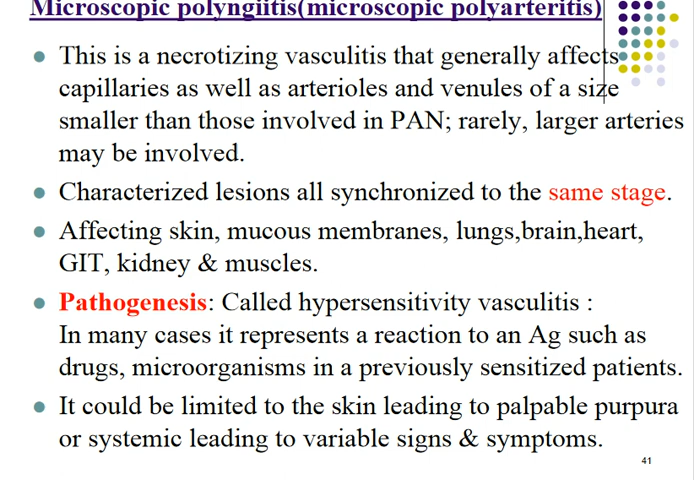 Microscopic polyngiitis(microscopic polyarteritis)
This is a necrotizing vasculitis that generally affects
capillaries as well as arterioles and venules of a size
smaller than those involved in PAN; rarely, larger arteries
may be involved.
Characterized lesions all synchronized to the same stage.
Affecting skin, mucous membranes, lungs,brain,heart,
GIT, kidney & muscles.
Pathogenesis: Called hypersensitivity vasculitis :
In many cases it represents a reaction to an Ag such as
drugs, microorganisms in a previously sensitized patients.
It could be limited to the skin leading to palpable purpura
or systemic leading to variable signs & symptoms.
41